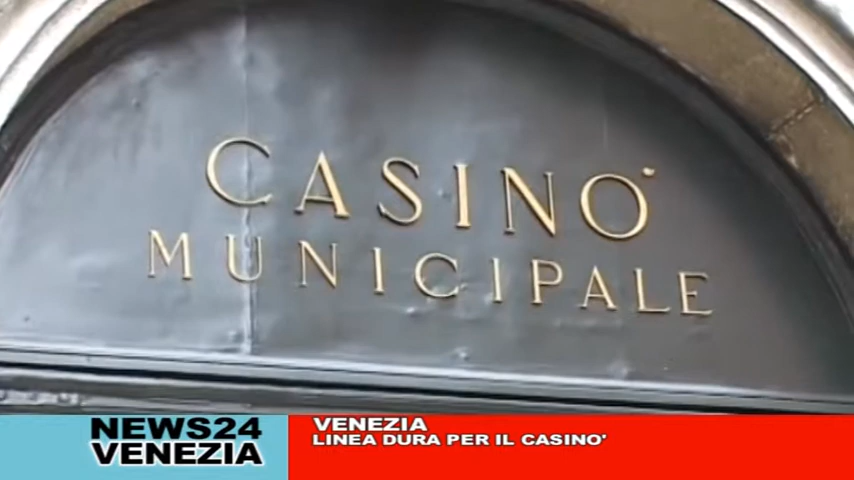 CASINO'
MUNICIPALE
NEWS24
VENEZIA
VENEZIA
LINEA DURA PER IL CASINO'